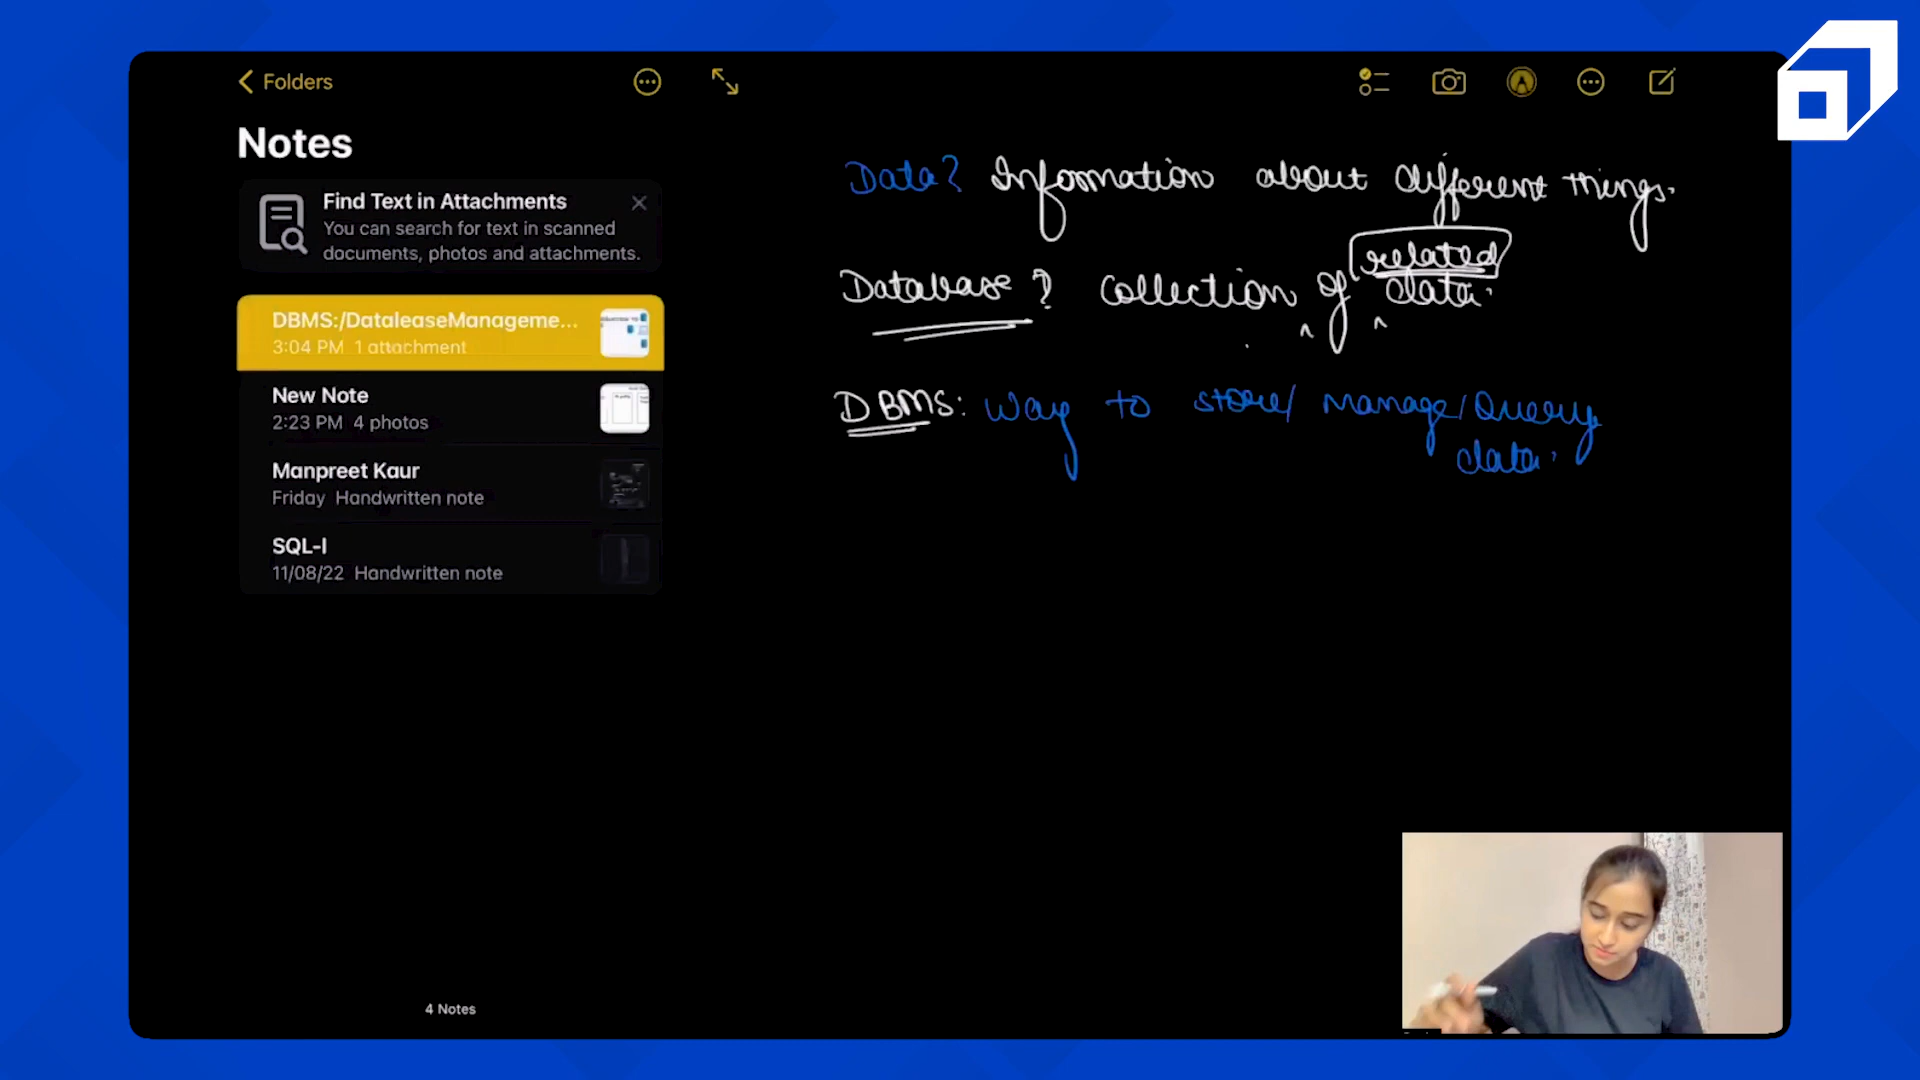 Folders
Notes
Find Text in Attachments
You can search for text in scanned
documents, photos and attachments.
DBMS:/DataleaseManageme...
3:04 PM 1 attachment
New Note
2:23 PM 4 photos
Manpreet Kaur
Friday Handwritten note
SQL-I
11/08/22 Handwritten note
4 Notes
Data? Information about different things.
related
Database? Collection of data.
DBMS: Way to store/ manage/Query
data.